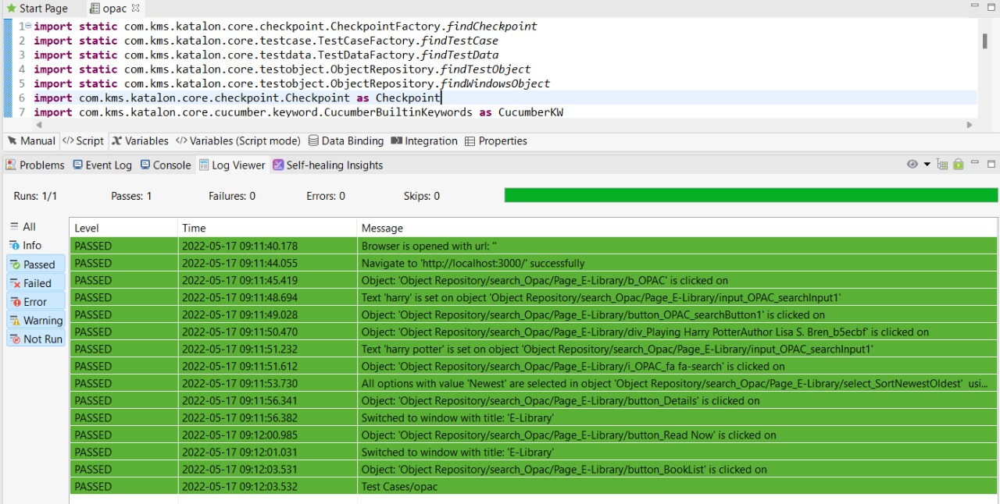 Start Page opac
1 import static com.kms.katalon.core.checkpoint.CheckpointFactory.findCheckpoint
2 import static com.kms.katalon.core.testcase.TestCaseFactory.findTestCase
3 import static com.kms.katalon.core.testdata.TestDataFactory.findTestData
4 import static com.kms.katalon.core.testobject.ObjectRepository.findTestObject
5 import static com.kms.katalon.core.testobject.ObjectRepository.findWindowsObject
6 import com.kms.katalon.core.checkpoint.Checkpoint as Checkpoint
7 import com.kms.katalon.core.cucumber.keyword.CucumberBuiltinKeywords as CucumberKW
Manual </> Script Variables </> Variables (Script mode) Data Binding Integration Properties
Problems Event Log Console Log Viewer Self-healing Insights
Runs: 1/1 Passes: 1 Failures: 0 Errors: 0 Skips: 0
All
Info
Passed
Failed
Error
Warning
Not Run
Level Time Message
PASSED 2022-05-17 09:11:40.178 Browser is opened with url: ''
PASSED 2022-05-17 09:11:44.055 Navigate to 'http://localhost:3000/' successfully
PASSED 2022-05-17 09:11:45.419 Object: 'Object Repository/search_Opac/Page_E-Library/b_OPAC' is clicked on
PASSED 2022-05-17 09:11:48.694 Text 'harry' is set on object 'Object Repository/search_Opac/Page_E-Library/input_OPAC_searchInput1'
PASSED 2022-05-17 09:11:49.028 Object: 'Object Repository/search_Opac/Page_E-Library/button_OPAC_searchButton1' is clicked on
PASSED 2022-05-17 09:11:50.470 Object: 'Object Repository/search_Opac/Page_E-Library/div_Playing Harry PotterAuthor Lisa S. Bren_b5ecbf' is clicked on
PASSED 2022-05-17 09:11:51.232 Text 'harry potter' is set on object 'Object Repository/search_Opac/Page_E-Library/input_OPAC_searchInput1'
PASSED 2022-05-17 09:11:51.612 Object: 'Object Repository/search_Opac/Page_E-Library/i_OPAC_fa fa-search' is clicked on
PASSED 2022-05-17 09:11:53.730 All options with value 'Newest' are selected in object 'Object Repository/search_Opac/Page_E-Library/select_SortNewestOldest' usi...
PASSED 2022-05-17 09:11:56.341 Object: 'Object Repository/search_Opac/Page_E-Library/button_Details' is clicked on
PASSED 2022-05-17 09:11:56.382 Switched to window with title: 'E-Library'
PASSED 2022-05-17 09:12:00.985 Object: 'Object Repository/search_Opac/Page_E-Library/button_Read Now' is clicked on
PASSED 2022-05-17 09:12:01.031 Switched to window with title: 'E-Library'
PASSED 2022-05-17 09:12:03.531 Object: 'Object Repository/search_Opac/Page_E-Library/button_BookList' is clicked on
PASSED 2022-05-17 09:12:03.532 Test Cases/opac